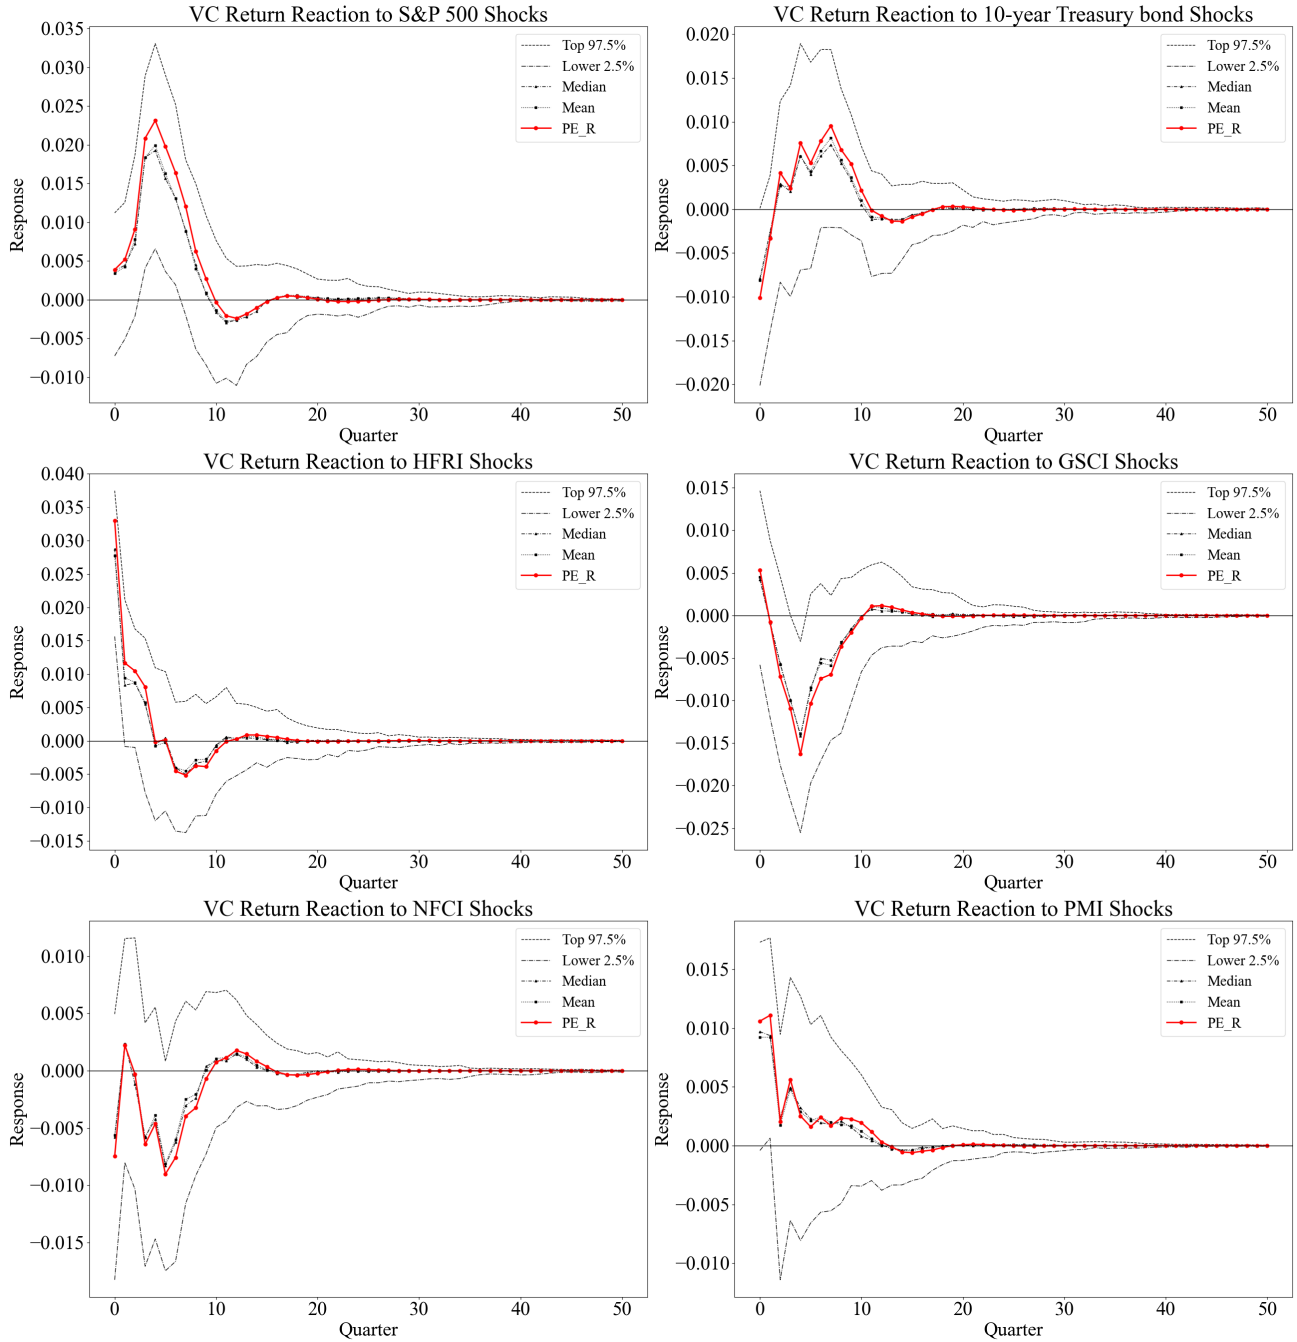 VC Return Reaction to S&P 500 Shocks
0.035
0.030
0.025
0.020
0.015
0.010
0.005
0.000
−0.005
−0.010
Response
0 10 20 30 40 50
Quarter
Top 97.5%
Lower 2.5%
Median
Mean
PE_R
VC Return Reaction to 10-year Treasury bond Shocks
0.020
0.015
0.010
0.005
0.000
−0.005
−0.010
−0.015
−0.020
Response
0 10 20 30 40 50
Quarter
Top 97.5%
Lower 2.5%
Median
Mean
PE_R
VC Return Reaction to HFRI Shocks
0.040
0.035
0.030
0.025
0.020
0.015
0.010
0.005
0.000
−0.005
−0.010
−0.015
Response
0 10 20 30 40 50
Quarter
Top 97.5%
Lower 2.5%
Median
Mean
PE_R
VC Return Reaction to GSCI Shocks
0.015
0.010
0.005
0.000
−0.005
−0.010
−0.015
−0.020
−0.025
Response
0 10 20 30 40 50
Quarter
Top 97.5%
Lower 2.5%
Median
Mean
PE_R
VC Return Reaction to NFCI Shocks
0.010
0.005
0.000
−0.005
−0.010
−0.015
Response
0 10 20 30 40 50
Quarter
Top 97.5%
Lower 2.5%
Median
Mean
PE_R
VC Return Reaction to PMI Shocks
0.015
0.010
0.005
0.000
−0.005
−0.010
Response
0 10 20 30 40 50
Quarter
Top 97.5%
Lower 2.5%
Median
Mean
PE_R